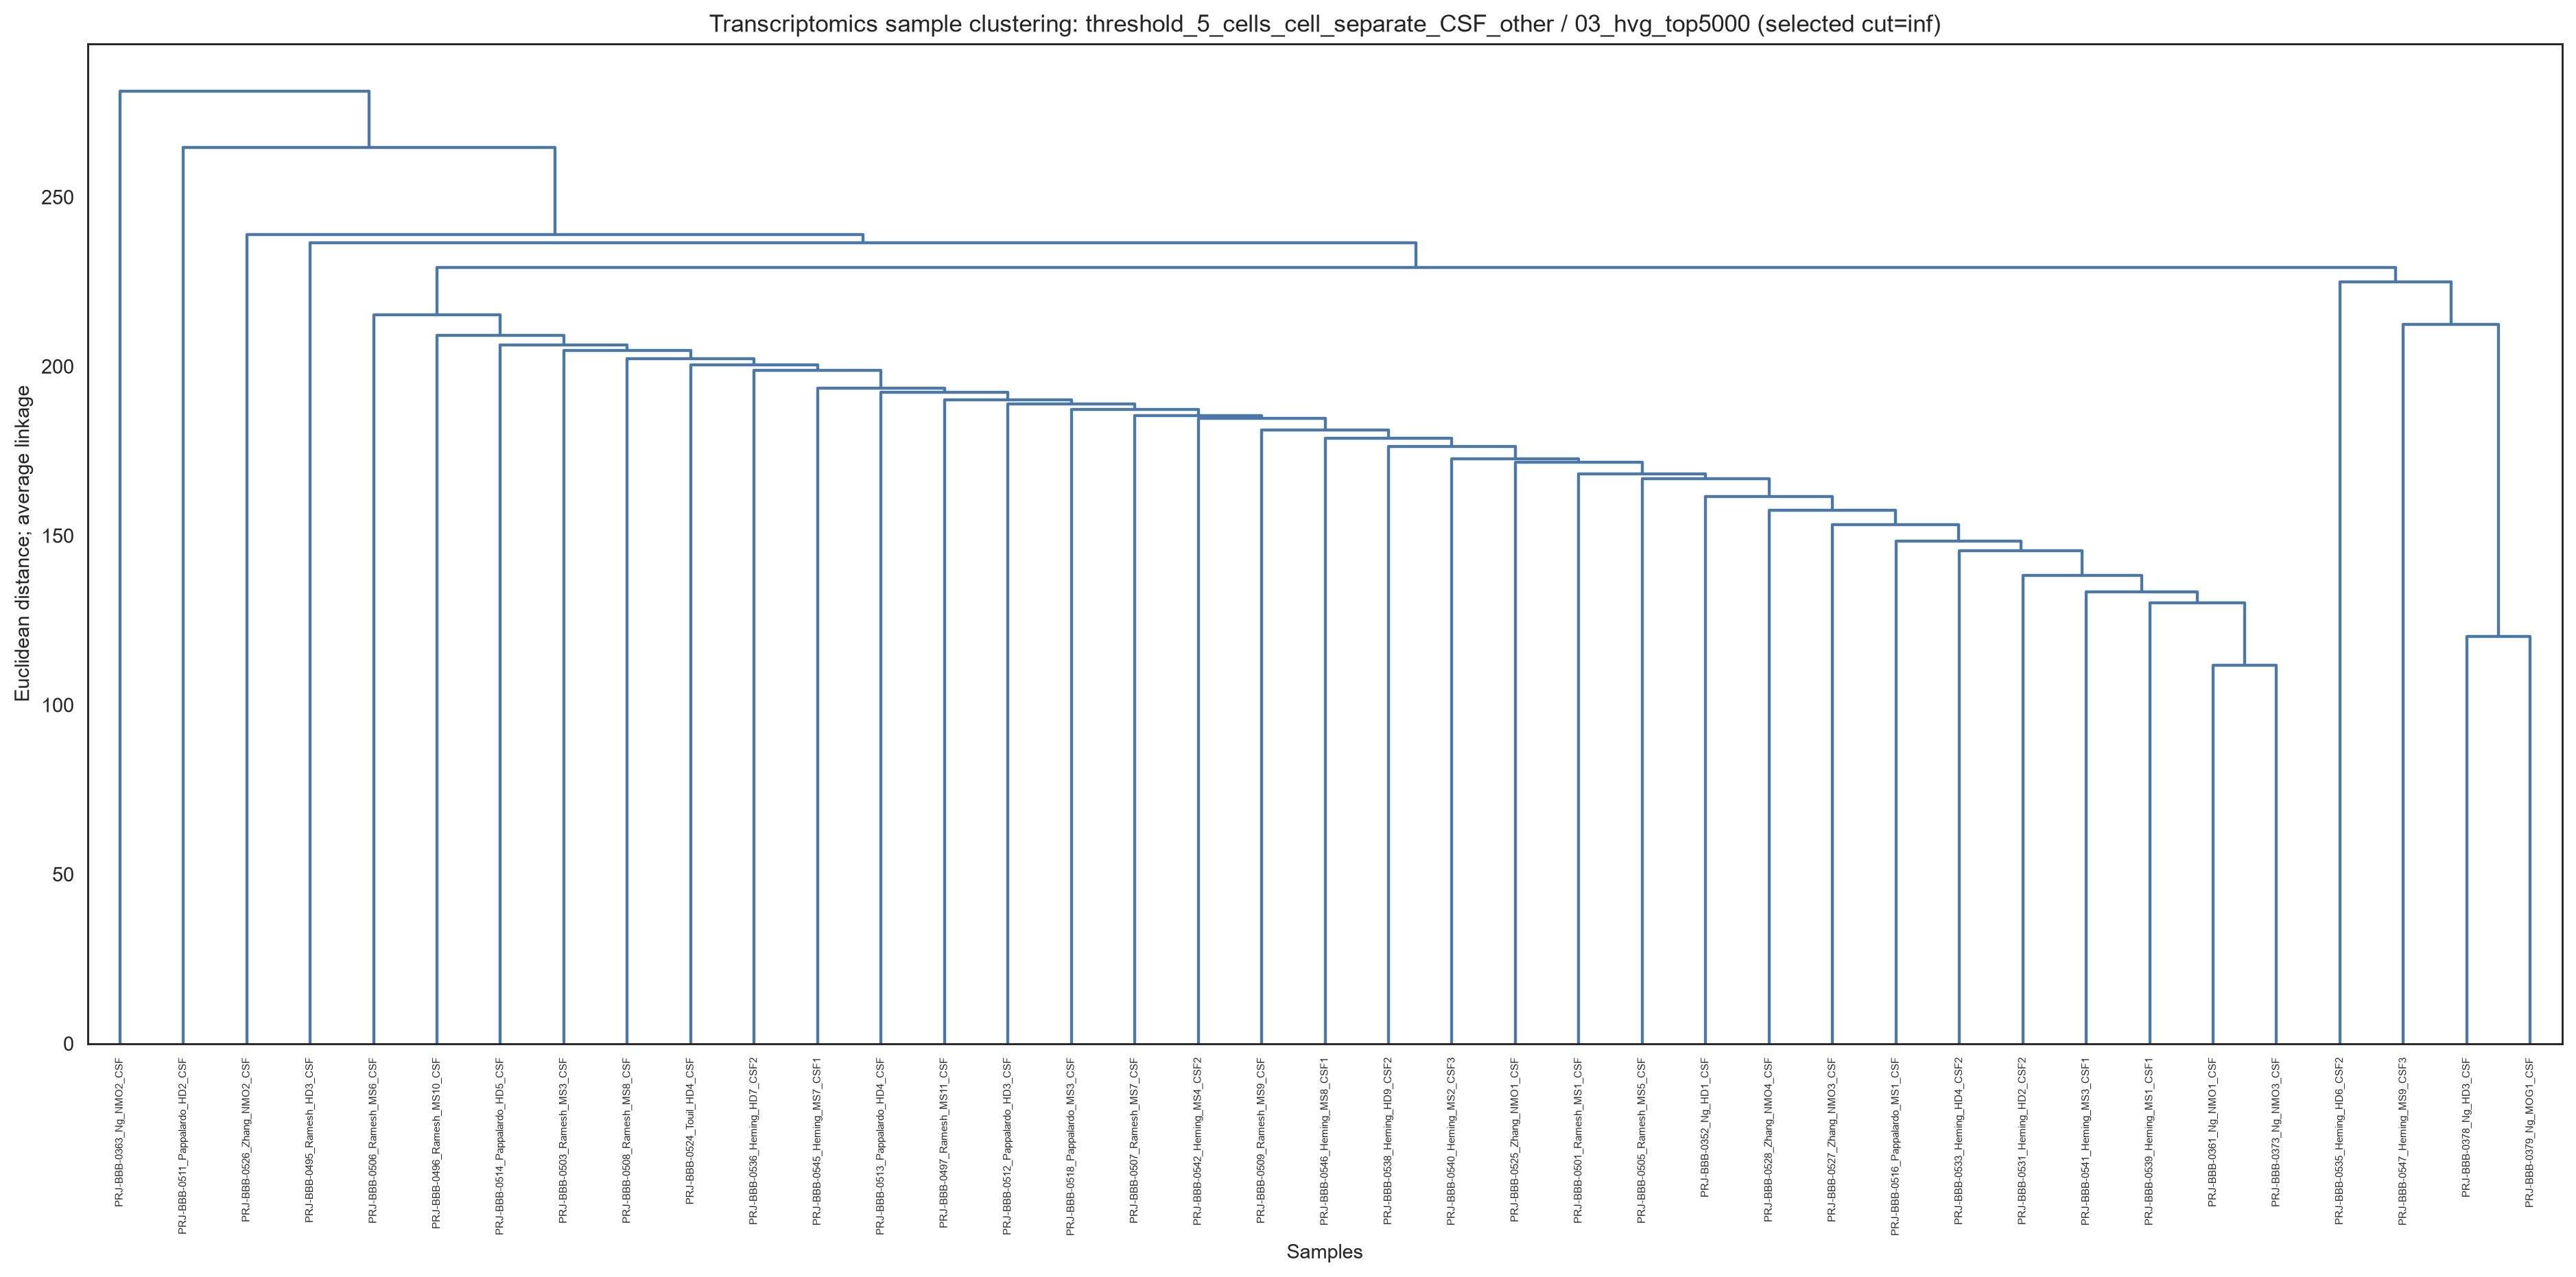 Transcriptomics sample clustering: threshold_5_cells_cell_separate_CSF_other / 03_hvg_top5000 (selected cut=inf)
Euclidean distance; average linkage
250
200
150
100
50
0
PRJ-BBB-0363_Ng_NMO2_CSF
PRJ-BBB-0511_Pappalardo_HD2_CSF
PRJ-BBB-0526_Zhang_NMO2_CSF
PRJ-BBB-0495_Ramesh_HD3_CSF
PRJ-BBB-0506_Ramesh_MS6_CSF
PRJ-BBB-0496_Ramesh_MS10_CSF
PRJ-BBB-0514_Pappalardo_HD5_CSF
PRJ-BBB-0503_Ramesh_MS3_CSF
PRJ-BBB-0508_Ramesh_MS8_CSF
PRJ-BBB-0524_Touil_HD4_CSF
PRJ-BBB-0536_Heming_HD7_CSF2
PRJ-BBB-0545_Heming_MS7_CSF1
PRJ-BBB-0513_Pappalardo_HD4_CSF
PRJ-BBB-0497_Ramesh_MS11_CSF
PRJ-BBB-0512_Pappalardo_HD3_CSF
PRJ-BBB-0518_Pappalardo_MS3_CSF
PRJ-BBB-0507_Ramesh_MS7_CSF
PRJ-BBB-0542_Heming_MS4_CSF2
PRJ-BBB-0509_Ramesh_MS9_CSF
PRJ-BBB-0546_Heming_MS8_CSF1
PRJ-BBB-0538_Heming_HD9_CSF2
PRJ-BBB-0540_Heming_MS2_CSF3
PRJ-BBB-0525_Zhang_NMO1_CSF
PRJ-BBB-0501_Ramesh_MS1_CSF
PRJ-BBB-0505_Ramesh_MS5_CSF
PRJ-BBB-0352_Ng_HD1_CSF
PRJ-BBB-0528_Zhang_NMO4_CSF
PRJ-BBB-0527_Zhang_NMO3_CSF
PRJ-BBB-0516_Pappalardo_MS1_CSF
PRJ-BBB-0533_Heming_HD4_CSF2
PRJ-BBB-0531_Heming_HD2_CSF2
PRJ-BBB-0541_Heming_MS3_CSF1
PRJ-BBB-0539_Heming_MS1_CSF1
PRJ-BBB-0361_Ng_NMO1_CSF
PRJ-BBB-0373_Ng_NMO3_CSF
PRJ-BBB-0535_Heming_HD6_CSF2
PRJ-BBB-0547_Heming_MS9_CSF3
PRJ-BBB-0378_Ng_HD3_CSF
PRJ-BBB-0379_Ng_MOG1_CSF
Samples